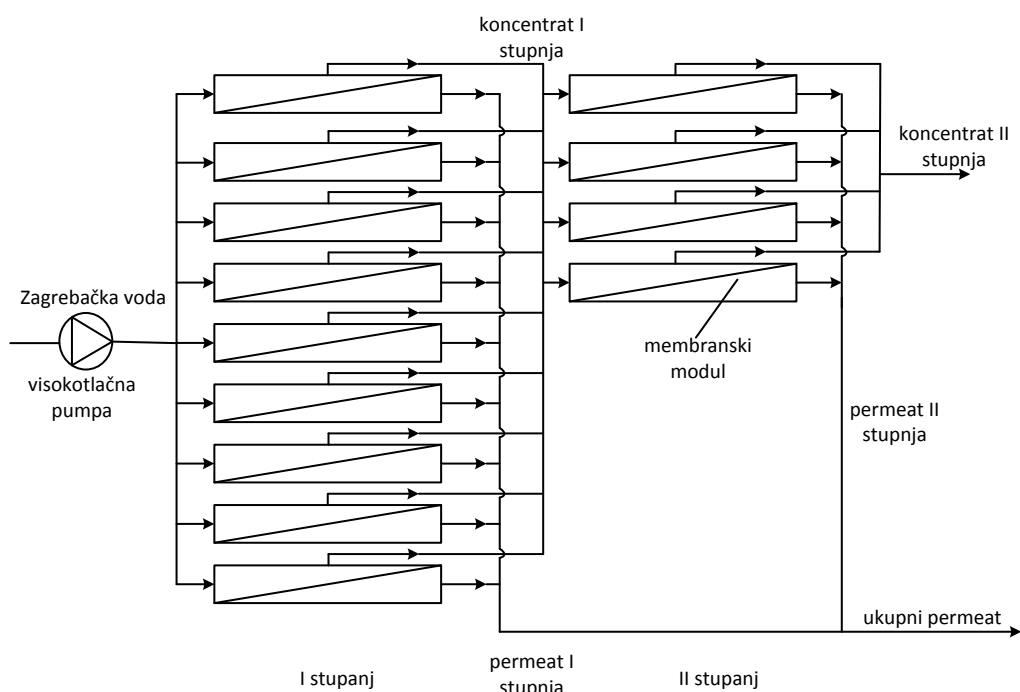 koncentrat I
stupnja
koncentrat II
stupnja
Zagrebačka voda
visokotlačna
pumpa
membranski
modul
permeat II
stupnja
ukupni permeat
I stupanj
permeat I
stupnja
II stupanj